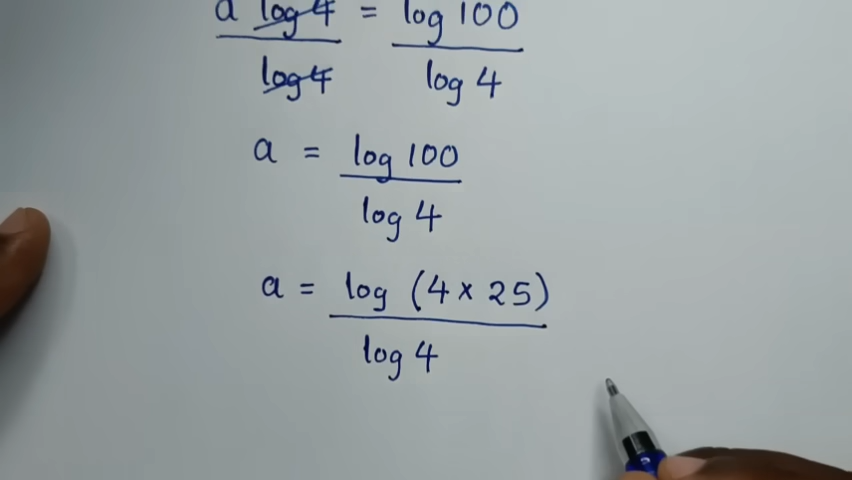 a log 4 = log 100
log 4 log 4
a = log 100
log 4
a = log (4 × 25)
log 4